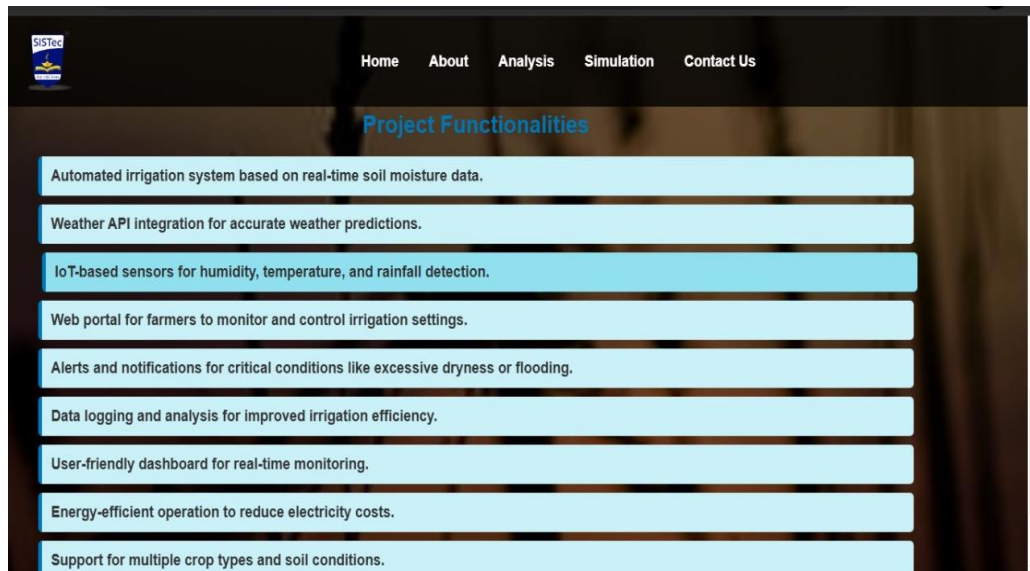 SISTec
Home About Analysis Simulation Contact Us
Project Functionalities
Automated irrigation system based on real-time soil moisture data.
Weather API integration for accurate weather predictions.
IoT-based sensors for humidity, temperature, and rainfall detection.
Web portal for farmers to monitor and control irrigation settings.
Alerts and notifications for critical conditions like excessive dryness or flooding.
Data logging and analysis for improved irrigation efficiency.
User-friendly dashboard for real-time monitoring.
Energy-efficient operation to reduce electricity costs.
Support for multiple crop types and soil conditions.